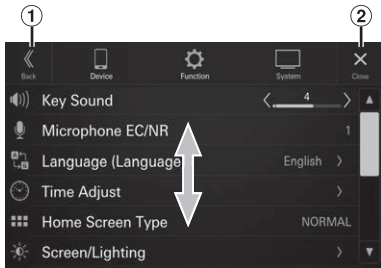 1 2
Back Device Function System Close
Key Sound 4
Microphone EC/NR 1
Language (Language English
Time Adjust
Home Screen Type NORMAL
Screen/Lighting